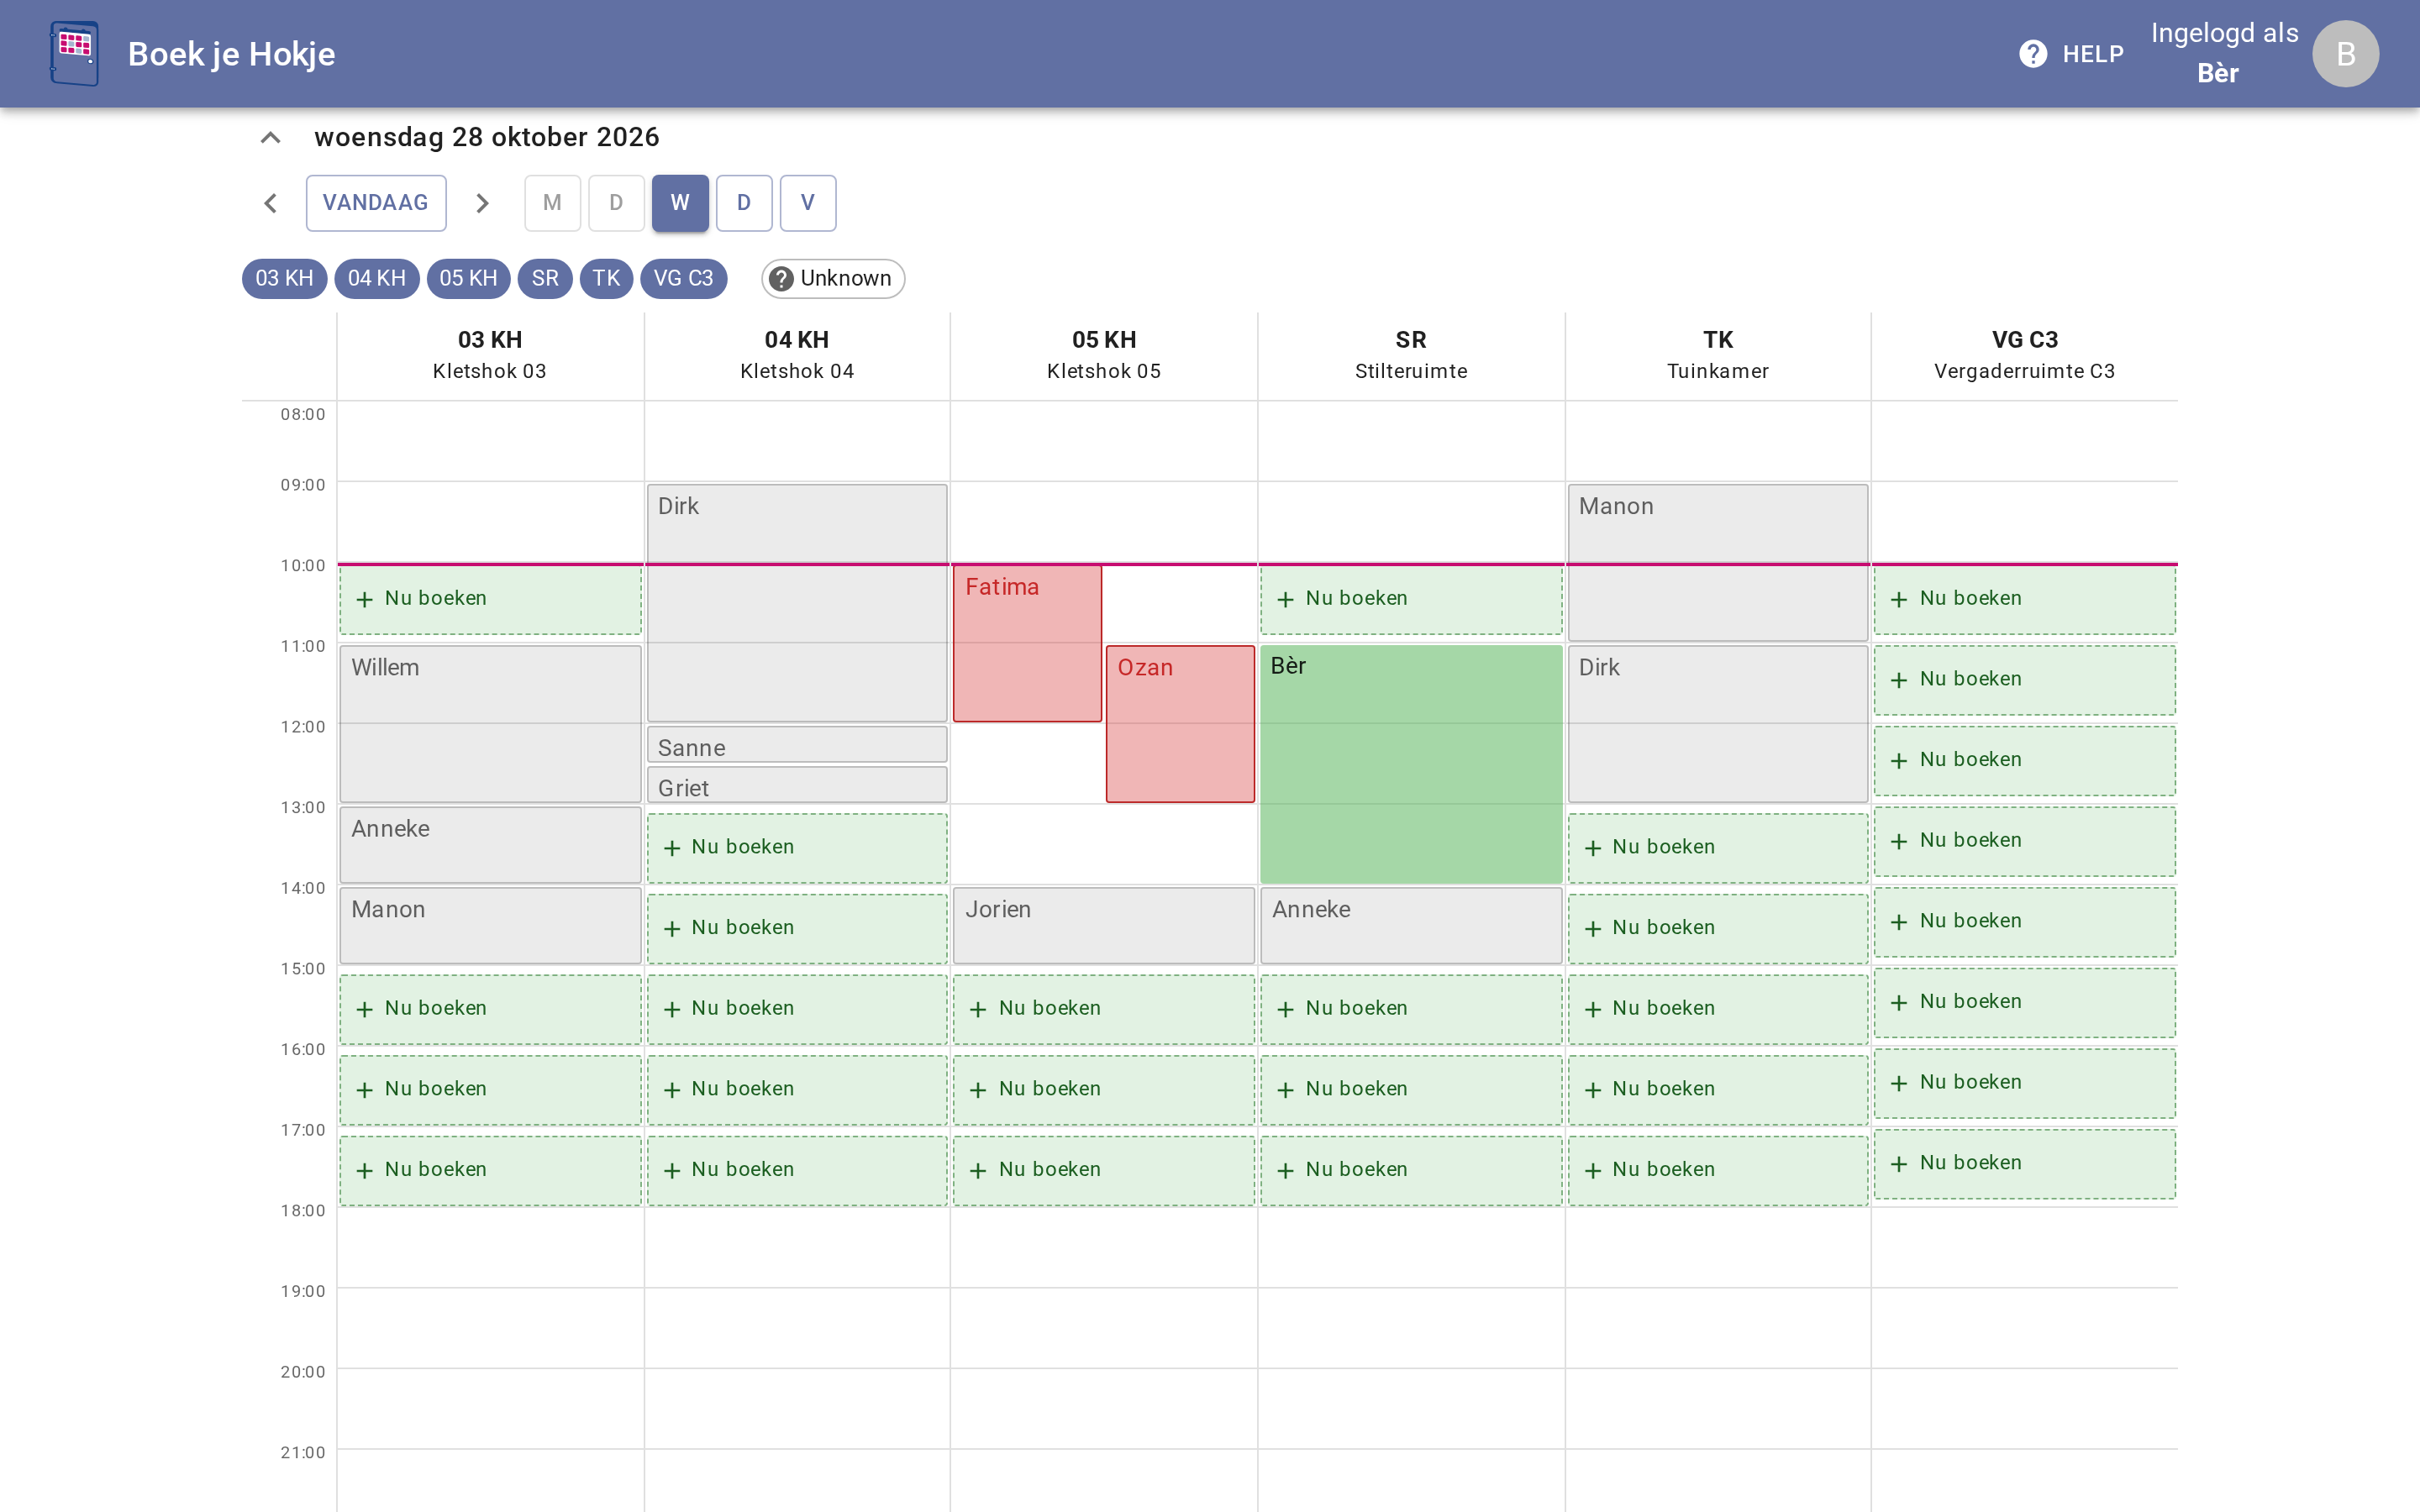 Boek je Hokje
HELP
Ingelogd als
Bèr
B
woensdag 28 oktober 2026
VANDAAG
M
D
W
D
V
03 KH
04 KH
05 KH
SR
TK
VG C3
? Unknown
03 KH
Kletshok 03
04 KH
Kletshok 04
05 KH
Kletshok 05
SR
Stilteruimte
TK
Tuinkamer
VG C3
Vergaderruimte C3
08:00
09:00
Dirk
Manon
10:00
+ Nu boeken
Fatima
+ Nu boeken
+ Nu boeken
11:00
Willem
Ozan
Bèr
Dirk
+ Nu boeken
12:00
Sanne
+ Nu boeken
Griet
13:00
Anneke
+ Nu boeken
+ Nu boeken
+ Nu boeken
14:00
Manon
+ Nu boeken
Jorien
Anneke
+ Nu boeken
+ Nu boeken
15:00
+ Nu boeken
+ Nu boeken
+ Nu boeken
+ Nu boeken
+ Nu boeken
+ Nu boeken
16:00
+ Nu boeken
+ Nu boeken
+ Nu boeken
+ Nu boeken
+ Nu boeken
+ Nu boeken
17:00
+ Nu boeken
+ Nu boeken
+ Nu boeken
+ Nu boeken
+ Nu boeken
+ Nu boeken
18:00
19:00
20:00
21:00